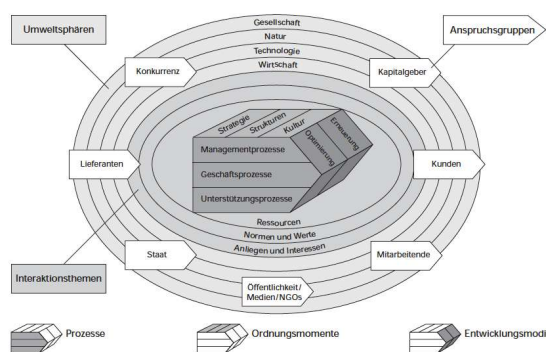 Umweltsphären
Gesellschaft
Anspruchsgruppen
Natur
Technologie
Wirtschaft
Konkurrenz
Kapitalgeber
Strategie
Strukturen
Kultur
Erneuerung
Optimierung
Managementprozesse
Lieferanten
Geschäftsprozesse
Kunden
Unterstützungsprozesse
Ressourcen
Normen und Werte
Anliegen und Interessen
Staat
Mitarbeitende
Interaktionsthemen
Öffentlichkeit/
Medien/NGOs
Prozesse
Ordnungsmomente
Entwicklungsmodi